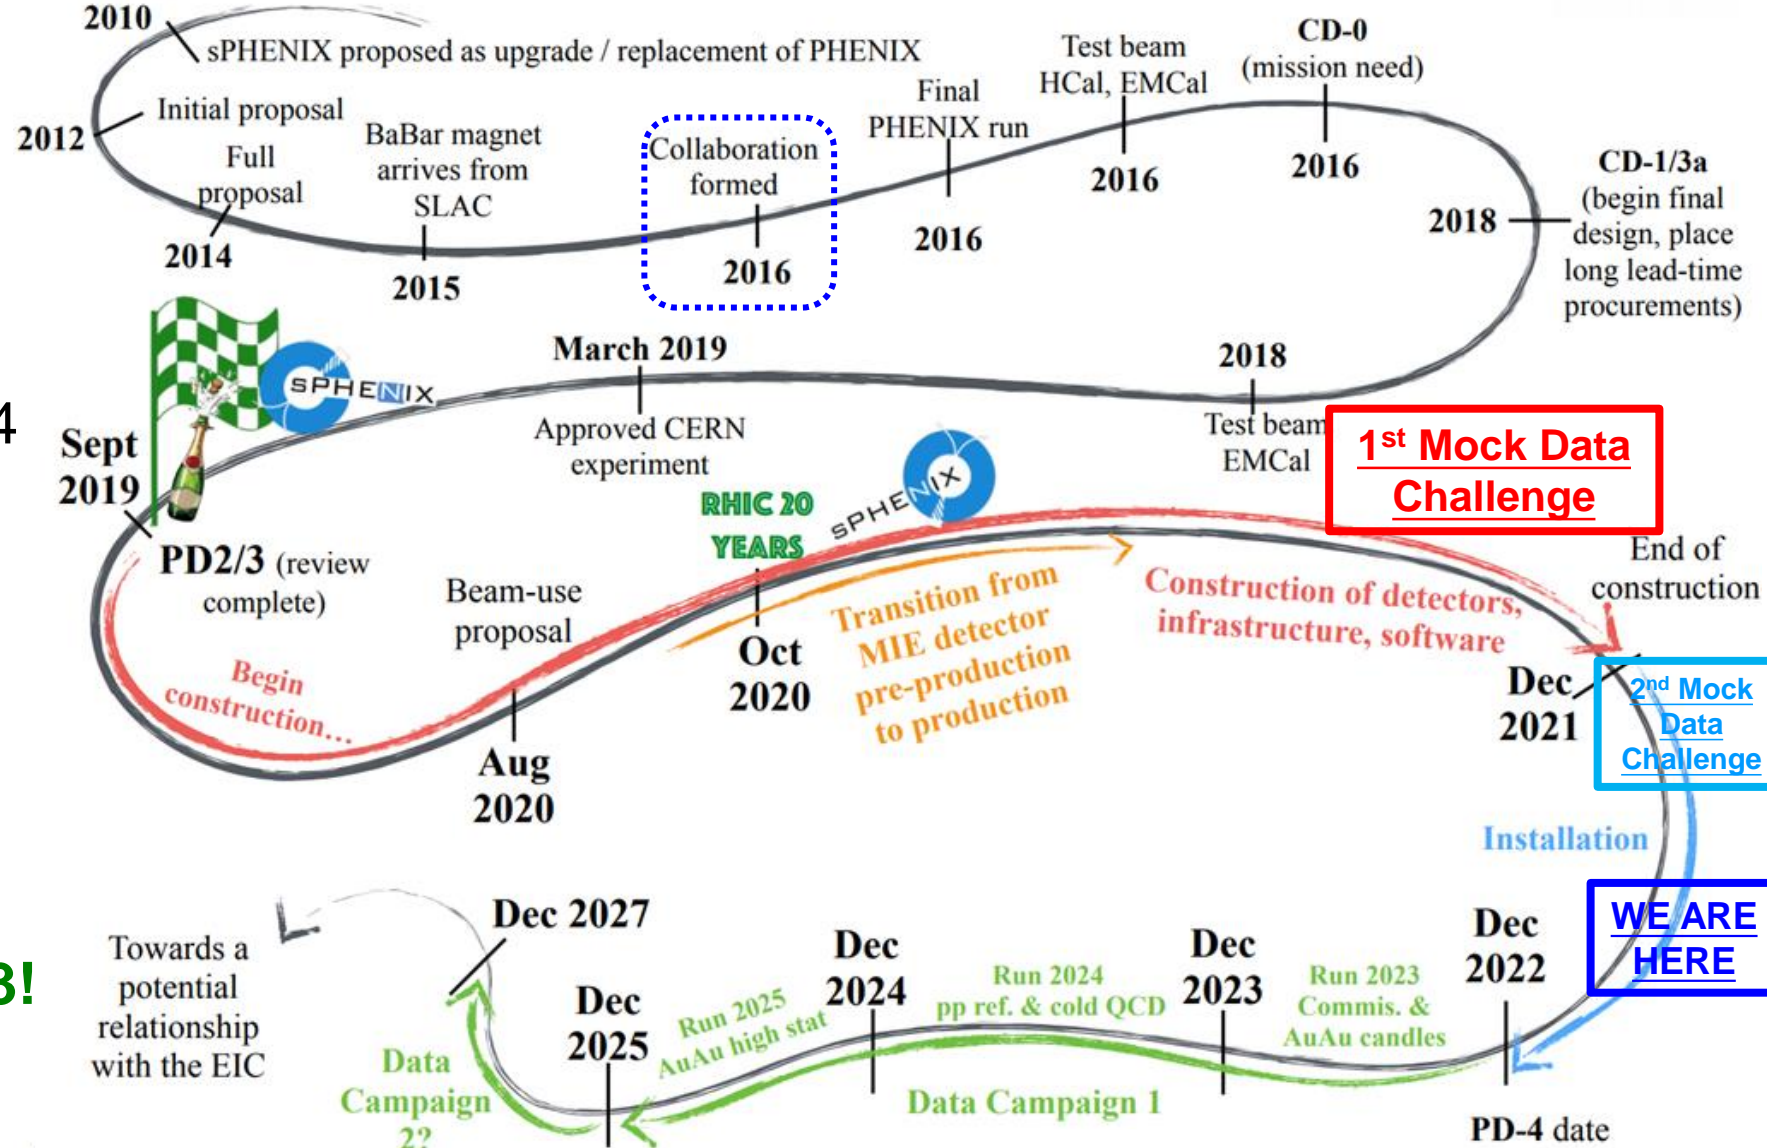 2010
sPHENIX proposed as upgrade / replacement of PHENIX
2012
Initial proposal
Full
proposal
2014
BaBar magnet
arrives from
SLAC
2015
Collaboration
formed
2016
Final
PHENIX run
2016
Test beam
HCal, EMCal
2016
CD-0
(mission need)
2016
CD-1/3a
(begin final
design, place
long lead-time
procurements)
2018
2018
Test beam
EMCal
March 2019
Approved CERN
experiment
sPHENIX
4
Sept
2019
PD2/3 (review
complete)
Begin
construction...
Beam-use
proposal
Aug
2020
RHIC 20
YEARS
sPHENIX
Oct
2020
Transition from
MIE detector
pre-production
to production
1st Mock Data
Challenge
Construction of detectors,
infrastructure, software
End of
construction
Dec
2021
2nd Mock
Data
Challenge
Installation
WE ARE
HERE
Dec
2022
PD-4 date
Run 2023
Commis. &
AuAu candles
Dec
2023
Run 2024
pp ref. & cold QCD
Data Campaign 1
Dec
2024
Run 2025
AuAu high stat
Dec
2025
Data
Campaign
2?
Dec 2027
Towards a
potential
relationship
with the EIC
3!